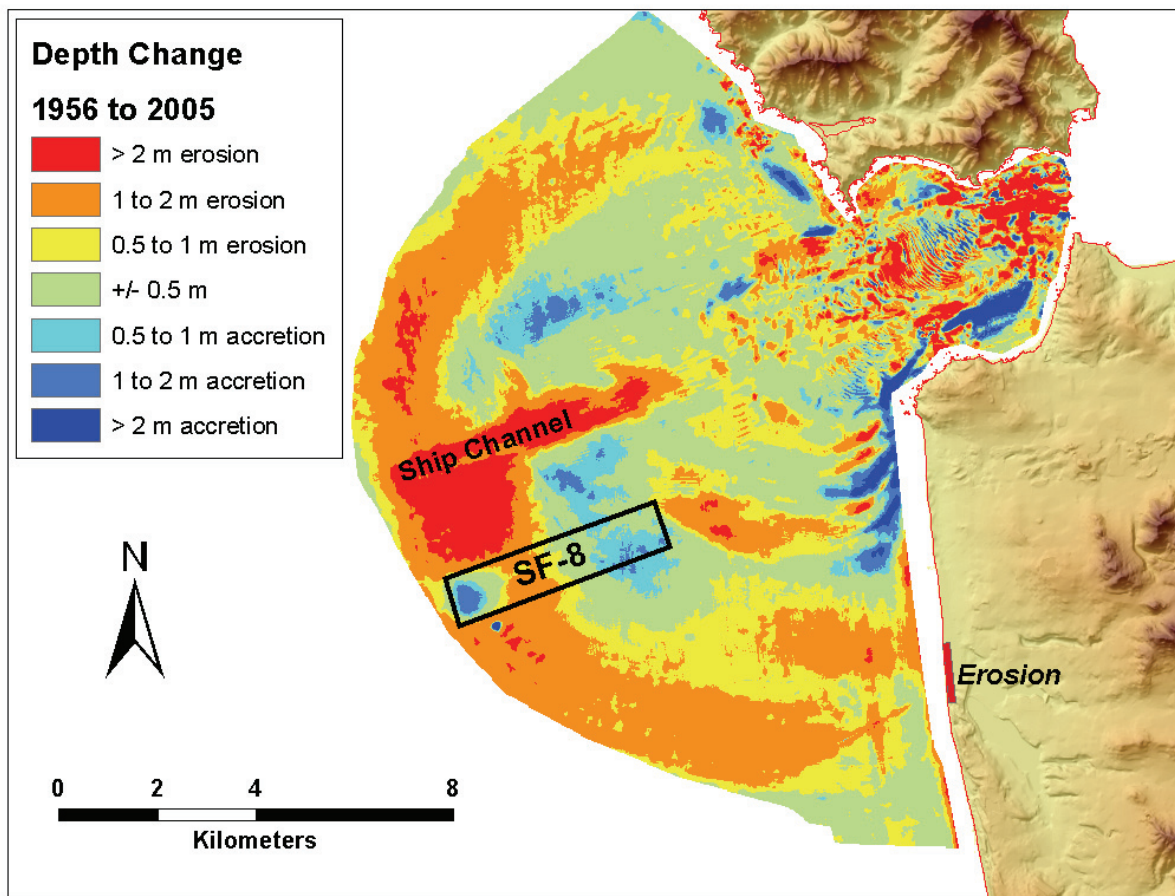 Depth Change
1956 to 2005
> 2 m erosion
1 to 2 m erosion
0.5 to 1 m erosion
+/- 0.5 m
0.5 to 1 m accretion
1 to 2 m accretion
> 2 m accretion
Ship Channel
SF-8
Erosion
N
0 2 4 8
Kilometers